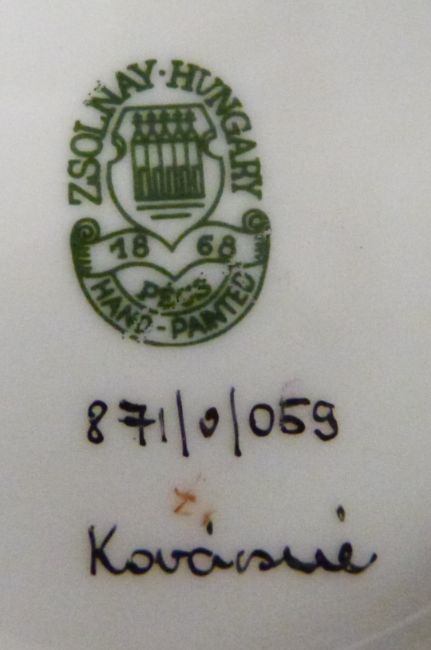 ZSOLNAY · HUNGARY
18 68
PÉCS
HAND-PAINTED
871/0/059
z.
Kovácsné